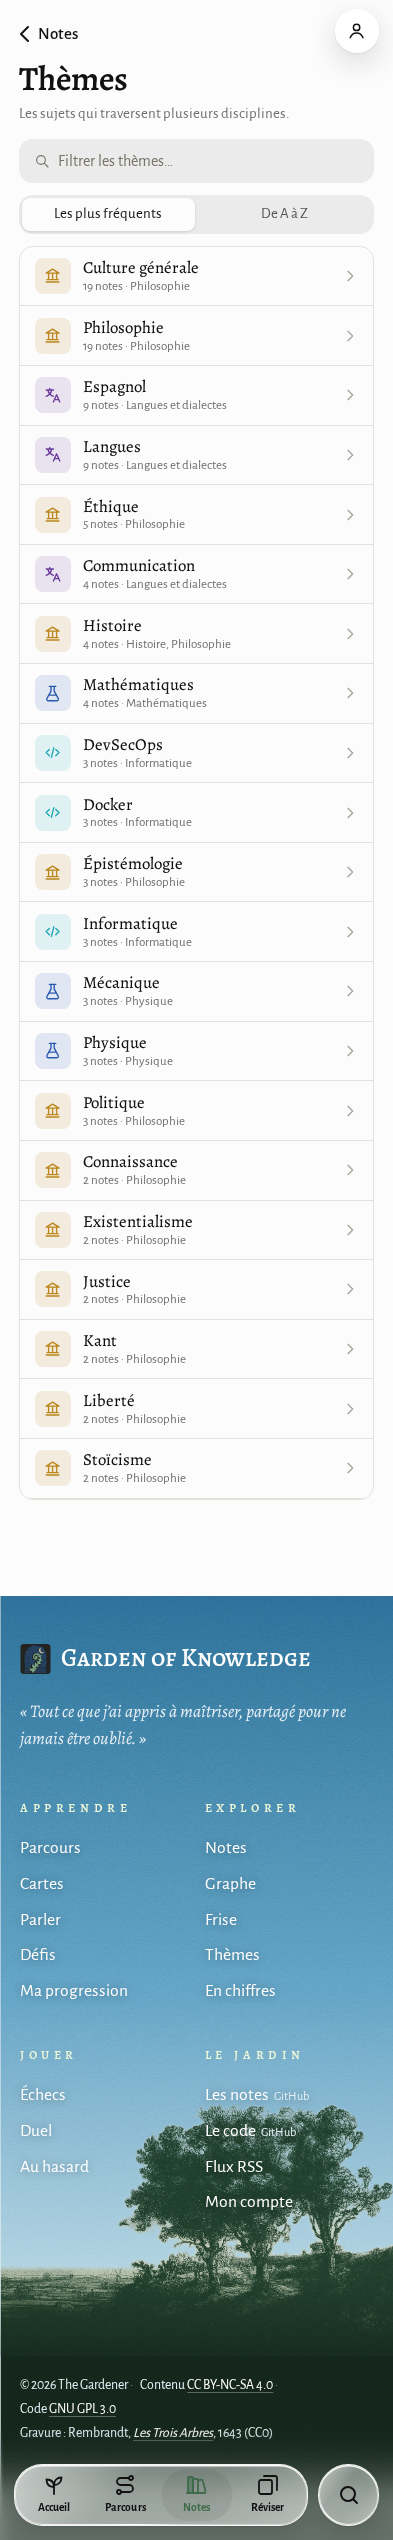 Notes
Thèmes
Les sujets qui traversent plusieurs disciplines.
Filtrer les thèmes…
Les plus fréquents
De A à Z
Culture générale
19 notes · Philosophie
Philosophie
19 notes · Philosophie
Espagnol
9 notes · Langues et dialectes
Langues
9 notes · Langues et dialectes
Éthique
5 notes · Philosophie
Communication
4 notes · Langues et dialectes
Histoire
4 notes · Histoire, Philosophie
Mathématiques
4 notes · Mathématiques
DevSecOps
3 notes · Informatique
Docker
3 notes · Informatique
Épistémologie
3 notes · Philosophie
Informatique
3 notes · Informatique
Mécanique
3 notes · Physique
Physique
3 notes · Physique
Politique
3 notes · Philosophie
Connaissance
2 notes · Philosophie
Existentialisme
2 notes · Philosophie
Justice
2 notes · Philosophie
Kant
2 notes · Philosophie
Liberté
2 notes · Philosophie
Stoïcisme
2 notes · Philosophie
Garden of Knowledge
« Tout ce que j'ai appris à maîtriser, partagé pour ne
jamais être oublié. »
APPRENDRE
Parcours
Cartes
Parler
Défis
Ma progression
EXPLORER
Notes
Graphe
Frise
Thèmes
En chiffres
JOUER
Échecs
Duel
Au hasard
LE JARDIN
Les notes GitHub
Le code GitHub
Flux RSS
Mon compte
© 2026 The Gardener · Contenu CC BY-NC-SA 4.0 ·
Code GNU GPL 3.0
Gravure : Rembrandt, Les Trois Arbres, 1643 (CC0)
Accueil
Parcours
Notes
Réviser